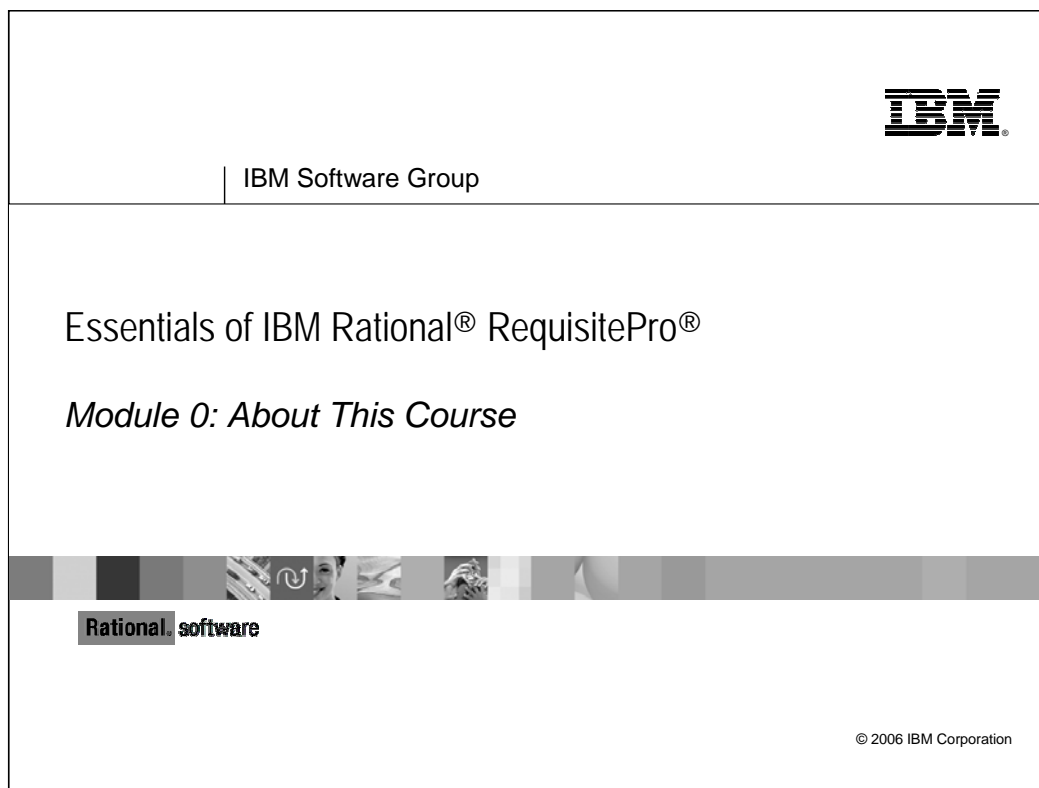 IBM®
IBM Software Group
Essentials of IBM Rational® RequisitePro®
Module 0: About This Course
Rational. software
© 2006 IBM Corporation